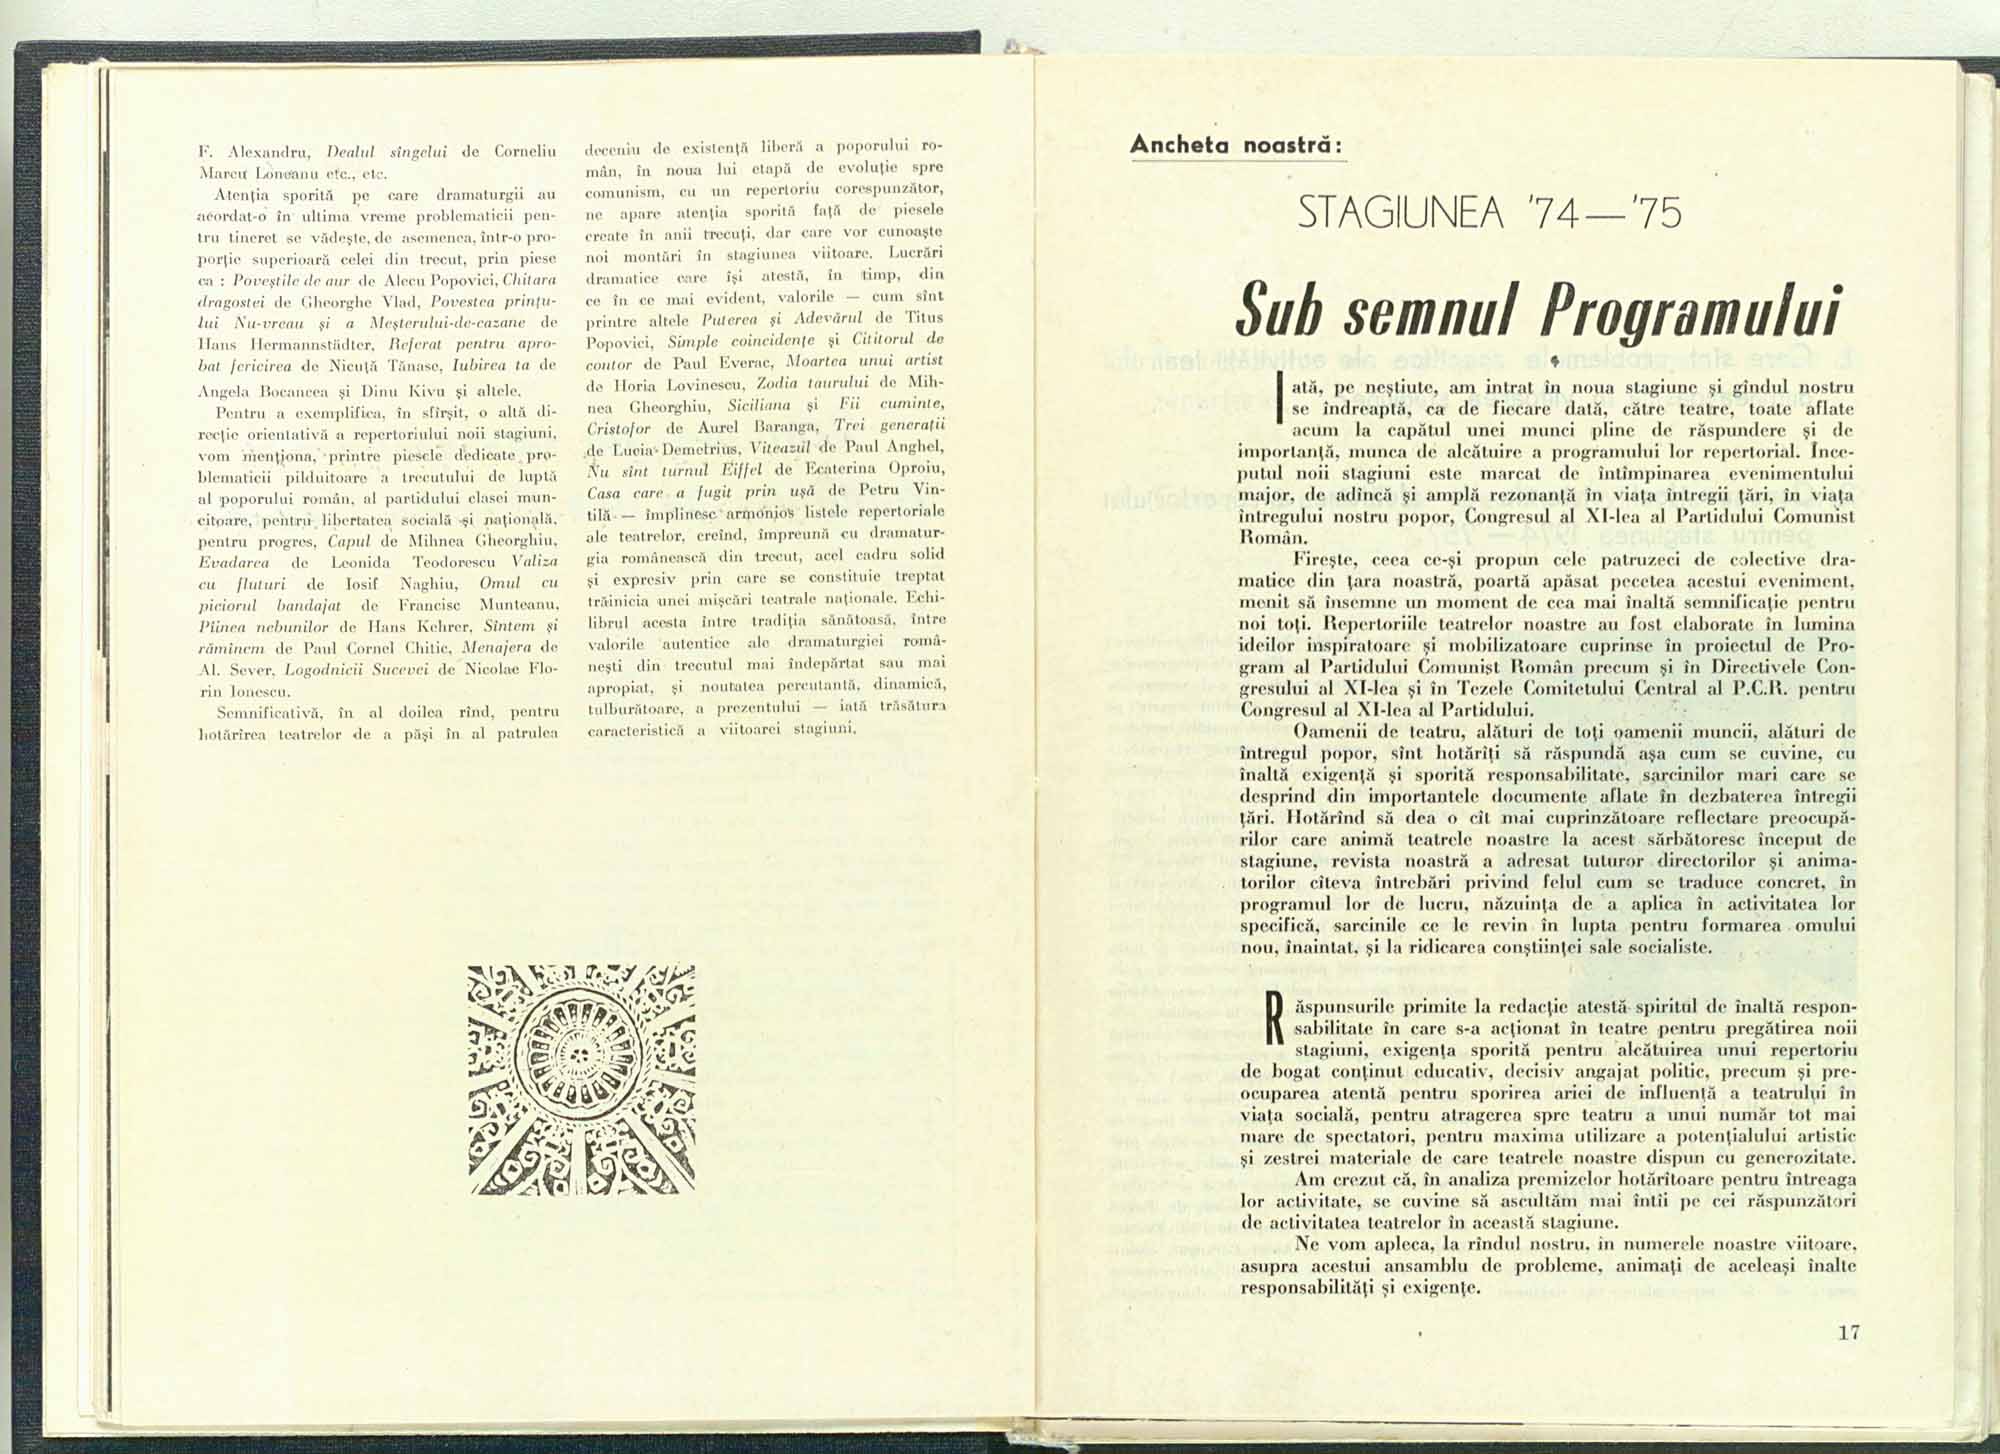 F. Alexandru, Dealul sîngelui de Corneliu
Marcu Loneanu etc., etc.
Atenția sporită pe care dramaturgii au
acordat-o în ultima vreme problematicii pen-
tru tineret se vădește, de asemenea, într-o pro-
porție superioară celei din trecut, prin piese
ca : Poveștile de aur de Alecu Popovici, Chitara
dragostei de Gheorghe Vlad, Povestea prințu-
lui Nu-vreau și a Meșterului-de-cazane de
Hans Hermannstädter, Referat pentru apro-
bat fericirea de Nicuță Tănase, Iubirea ta de
Angela Bocancea și Dinu Kivu și altele.
Pentru a exemplifica, în sfîrșit, o altă di-
recție orientativă a repertoriului noii stagiuni,
vom menționa, printre piesele dedicate pro-
blematicii pilduitoare a trecutului de luptă
al poporului român, al partidului clasei mun-
citoare, pentru libertatea socială și națională,
pentru progres, Capul de Mihnea Gheorghiu,
Evadarea de Leonida Teodorescu Valiza
cu fluturi de Iosif Naghiu, Omul cu
piciorul bandajat de Francisc Munteanu,
Pîinea nebunilor de Hans Kehrer, Sîntem și
răminem de Paul Cornel Chitic, Menajera de
Al. Sever, Logodnicii Sucevei de Nicolae Flo-
rin Ionescu.
Semnificativă, în al doilea rînd, pentru
hotărîrea teatrelor de a păși în al patrulea
deceniu de existență liberă a poporului ro-
mân, în noua lui etapă de evoluție spre
comunism, cu un repertoriu corespunzător,
ne apare atenția sporită față de piesele
create în anii trecuți, dar care vor cunoaște
noi montări în stagiunea viitoare. Lucrări
dramatice care își atestă, în timp, din
ce în ce mai evident, valorile — cum sînt
printre altele Puterea și Adevărul de Titus
Popovici, Simple coincidențe și Cititorul de
contor de Paul Everac, Moartea unui artist
de Horia Lovinescu, Zodia taurului de Mih-
nea Gheorghiu, Siciliana și Fii cuminte,
Cristofor de Aurel Baranga, Trei generații
de Lucia Demetrius, Viteazul de Paul Anghel,
Nu sînt turnul Eiffel de Ecaterina Oproiu,
Casa care a fugit prin ușă de Petru Vin-
tilă — împlinesc armonios listele repertoriale
ale teatrelor, creînd, împreună cu dramatur-
gia românească din trecut, acel cadru solid
și expresiv prin care se constituie treptat
trăinicia unei mișcări teatrale naționale. Echi-
librul acesta între tradiția sănătoasă, între
valorile autentice ale dramaturgiei româ-
nești din trecutul mai îndepărtat sau mai
apropiat, și noutatea percutantă, dinamică,
tulburătoare, a prezentului — iată trăsătura
caracteristică a viitoarei stagiuni.
Ancheta noastră:
STAGIUNEA '74—'75
Sub semnul Programului
Iată, pe neștiute, am intrat în noua stagiune și gîndul nostru
se îndreaptă, ca de fiecare dată, către teatre, toate aflate
acum la capătul unei munci pline de răspundere și de
importanță, munca de alcătuire a programului lor repertorial. Înce-
putul noii stagiuni este marcat de întîmpinarea evenimentului
major, de adîncă și amplă rezonanță în viața întregii țări, în viața
întregului nostru popor, Congresul al XI-lea al Partidului Comunist
Român.
Firește, ceea ce-și propun cele patruzeci de colective dra-
matice din țara noastră, poartă apăsat pecetea acestui eveniment,
menit să însemne un moment de cea mai înaltă semnificație pentru
noi toți. Repertoriile teatrelor noastre au fost elaborate în lumina
ideilor inspiratoare și mobilizatoare cuprinse în proiectul de Pro-
gram al Partidului Comunist Român precum și în Directivele Con-
gresului al XI-lea și în Tezele Comitetului Central al P.C.R. pentru
Congresul al XI-lea al Partidului.
Oamenii de teatru, alături de toți oamenii muncii, alături de
întregul popor, sînt hotărîți să răspundă așa cum se cuvine, cu
înaltă exigență și sporită responsabilitate, sarcinilor mari care se
desprind din importantele documente aflate în dezbaterea întregii
țări. Hotărînd să dea o cît mai cuprinzătoare reflectare preocupă-
rilor care animă teatrele noastre la acest sărbătoresc început de
stagiune, revista noastră a adresat tuturor directorilor și anima-
torilor cîteva întrebări privind felul cum se traduce concret, în
programul lor de lucru, năzuința de a aplica în activitatea lor
specifică, sarcinile ce le revin în lupta pentru formarea omului
nou, înaintat, și la ridicarea conștiinței sale socialiste.
Răspunsurile primite la redacție atestă spiritul de înaltă respon-
sabilitate în care s-a acționat în teatre pentru pregătirea noii
stagiuni, exigența sporită pentru alcătuirea unui repertoriu
de bogat conținut educativ, decisiv angajat politic, precum și pre-
ocuparea atentă pentru sporirea ariei de influență a teatrului în
viața socială, pentru atragerea spre teatru a unui număr tot mai
mare de spectatori, pentru maxima utilizare a potențialului artistic
și zestrei materiale de care teatrele noastre dispun cu generozitate.
Am crezut că, în analiza premizelor hotărîtoare pentru întreaga
lor activitate, se cuvine să ascultăm mai întîi pe cei răspunzători
de activitatea teatrelor în această stagiune.
Ne vom apleca, la rîndul nostru, în numerele noastre viitoare,
asupra acestui ansamblu de probleme, animați de aceleași înalte
responsabilități și exigențe.
17